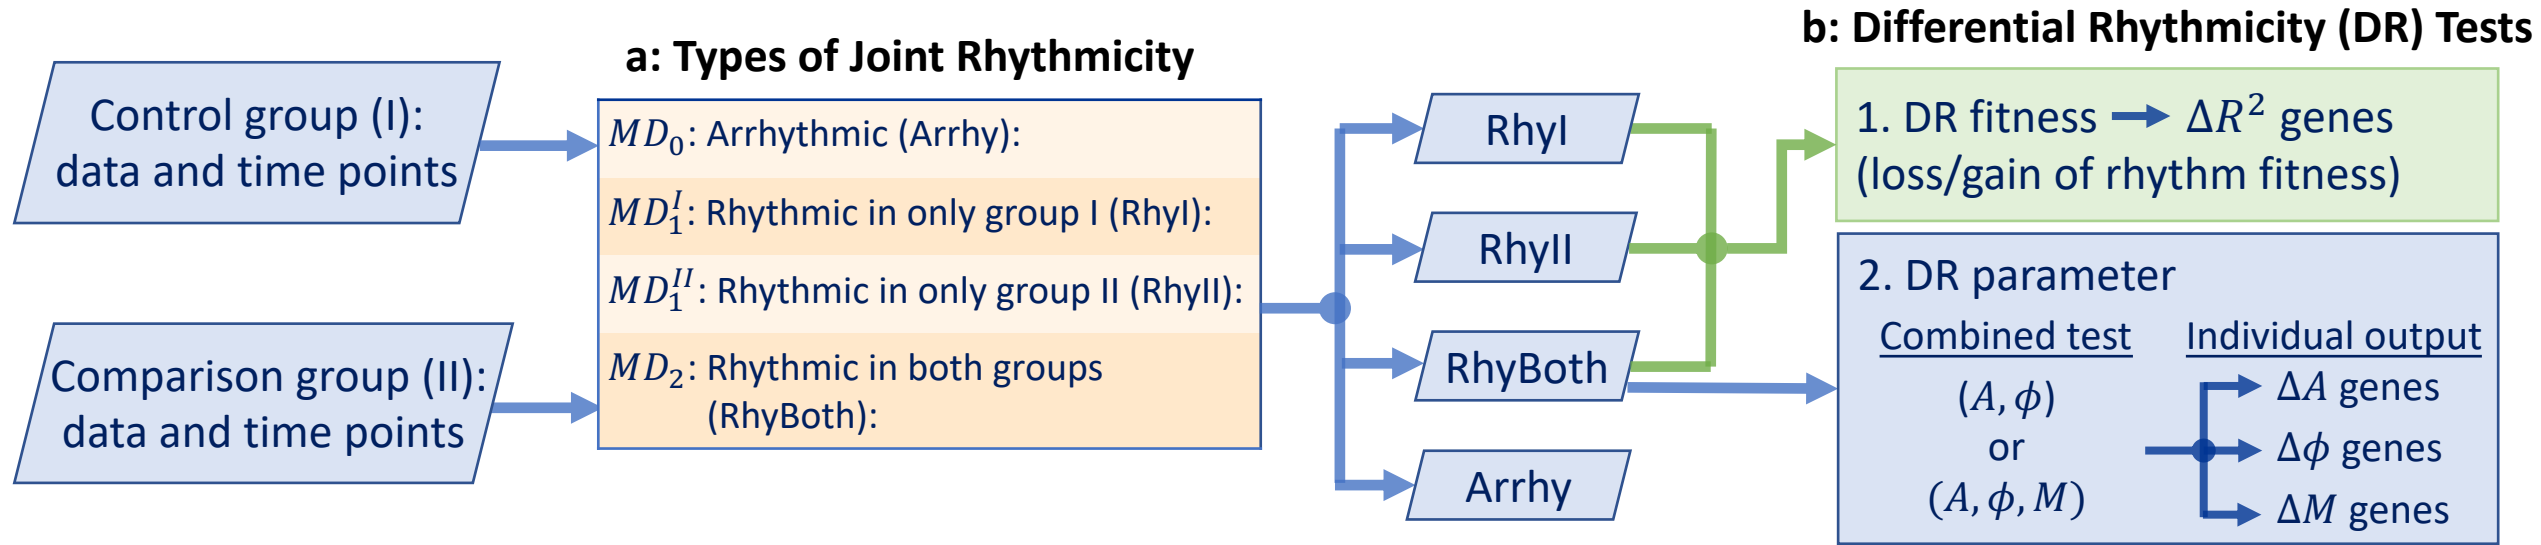 Control group (I):
data and time points
Comparison group (II):
data and time points
a: Types of Joint Rhythmicity
MD₀: Arrhythmic (Arrhy):
MD₁ᴵ: Rhythmic in only group I (RhyI):
MD₁ᴵᴵ: Rhythmic in only group II (RhyII):
MD₂: Rhythmic in both groups
(RhyBoth):
RhyI
RhyII
RhyBoth
Arrhy
b: Differential Rhythmicity (DR) Tests
1. DR fitness → ΔR² genes
(loss/gain of rhythm fitness)
2. DR parameter
Combined test
(A, ϕ)
or
(A, ϕ, M)
Individual output
ΔA genes
Δϕ genes
ΔM genes